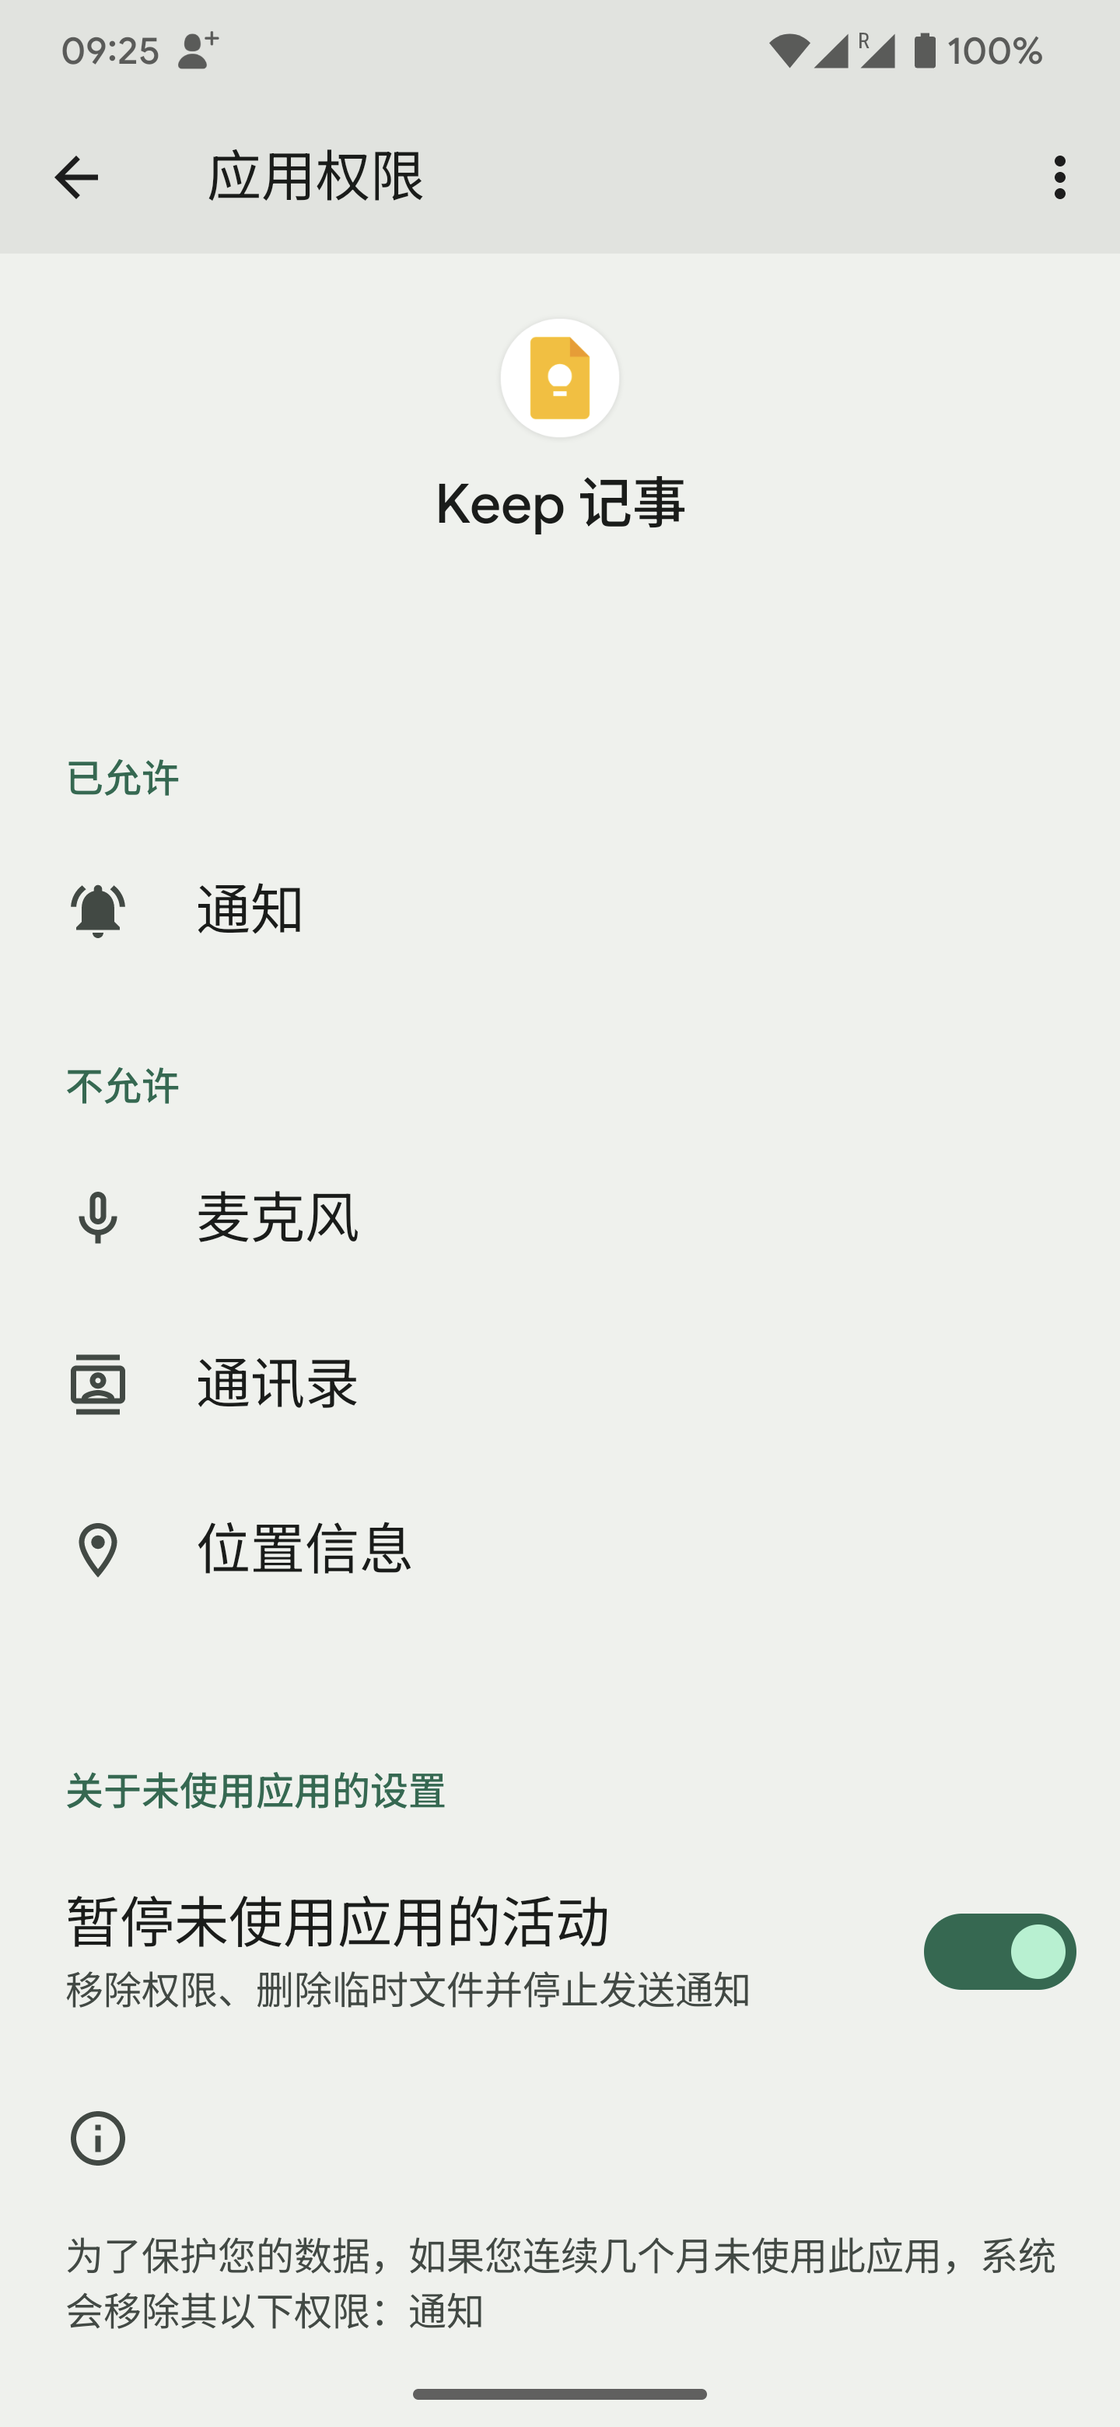 09:25
R
100%
应用权限
Keep 记事
已允许
通知
不允许
麦克风
通讯录
位置信息
关于未使用应用的设置
暂停未使用应用的活动
移除权限、删除临时文件并停止发送通知
为了保护您的数据，如果您连续几个月未使用此应用，系统
会移除其以下权限：通知